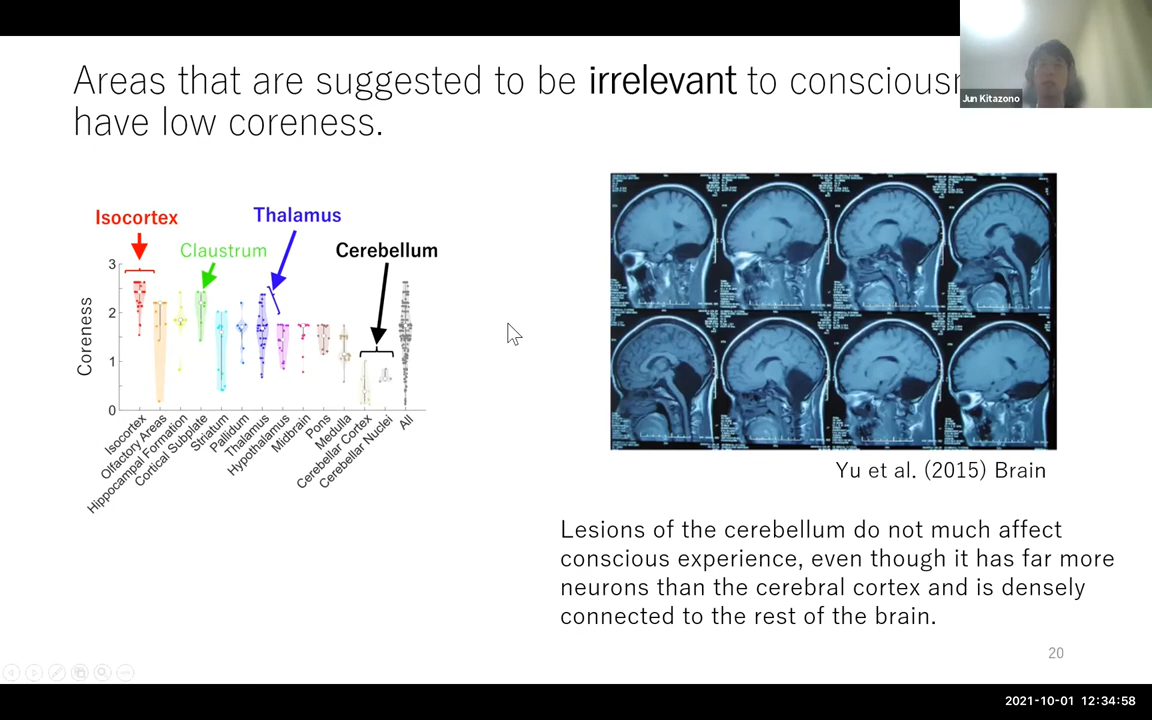 Areas that are suggested to be irrelevant to consciousn
have low coreness.
Jun Kitazono
Isocortex
Thalamus
Claustrum
Cerebellum
Coreness
3
2
1
0
Isocortex
Olfactory Areas
Hippocampal Formation
Cortical Subplate
Striatum
Pallidum
Thalamus
Hypothalamus
Midbrain
Pons
Medulla
Cerebellar Cortex
Cerebellar Nuclei
All
Yu et al. (2015) Brain
Lesions of the cerebellum do not much affect
conscious experience, even though it has far more
neurons than the cerebral cortex and is densely
connected to the rest of the brain.
20
2021-10-01 12:34:58